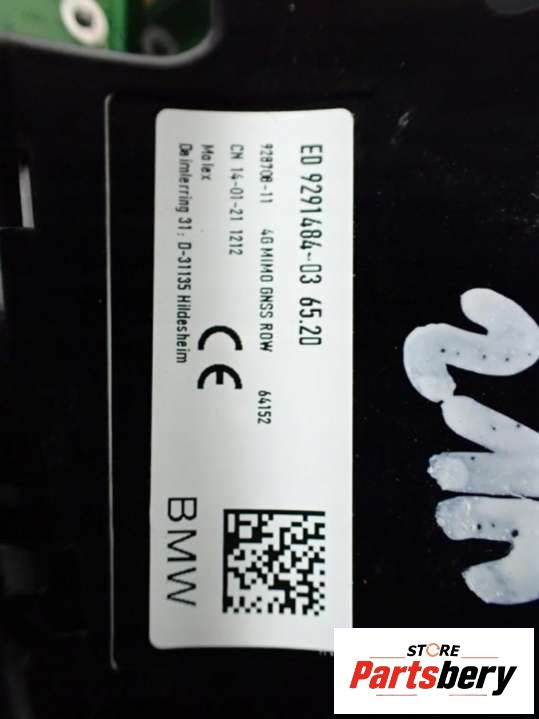 ED 9291484-03 65.20
928708-11 4G MIMO GNSS ROW 64152
CN 14-01-21 1212
Molex
Daimlerring 31; D-31135 Hildesheim
CE
BMW
STORE
Partsbery